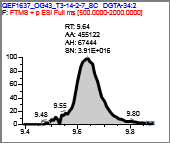 QEF1637_OG43_T3-14-2-7_SC DGTA-34:2
F: FTMS + p ESI Full ms [500.0000-2000.0000]
RT: 9.64
AA: 455122
AH: 67444
SN: 3.91E+016
100
80
60
40
20
0
9.48
9.55
9.80
9.4
9.6
9.8